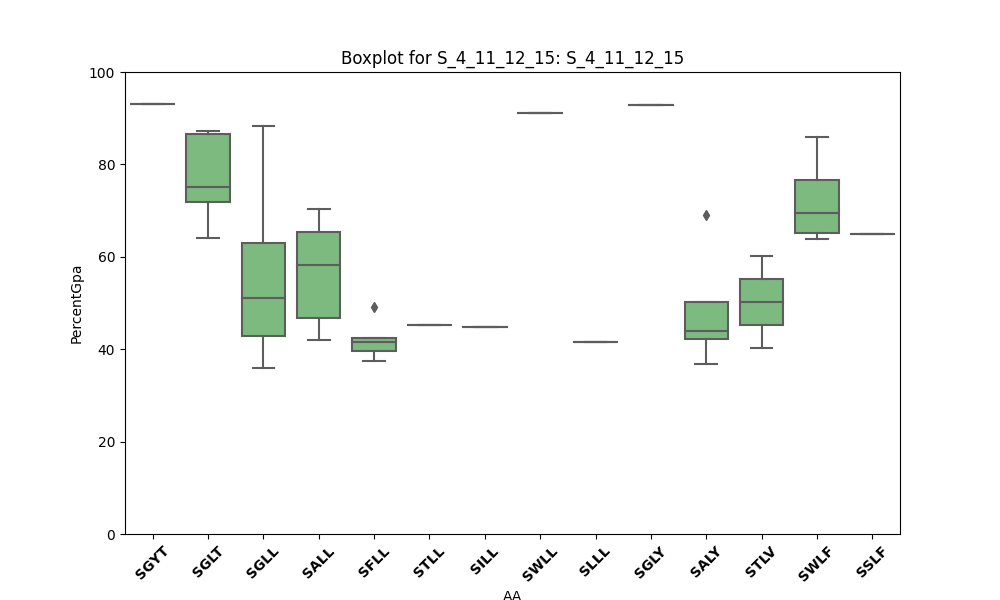 Boxplot for S_4_11_12_15: S_4_11_12_15
100
80
60
40
20
0
PercentGpa
SGYT SGLT SGLL SALL SFLL STLL SILL SWLL SLLL SGLY SALY STLV SWLF SSLF
AA